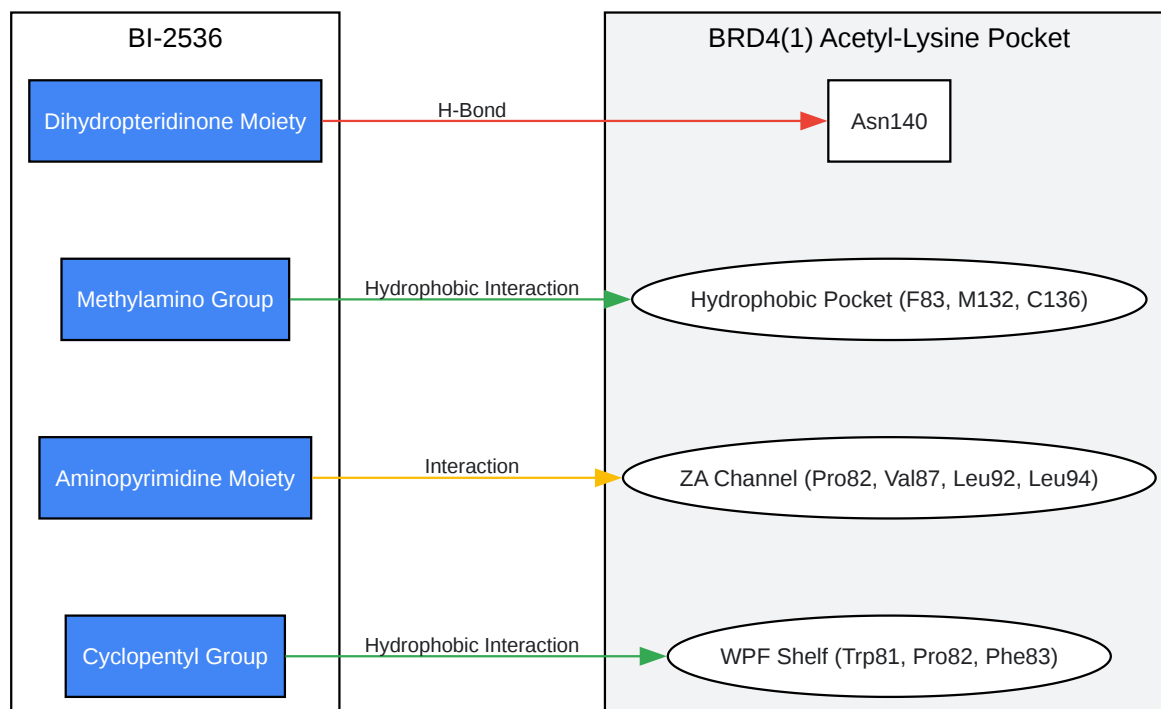 BI-2536
BRD4(1) Acetyl-Lysine Pocket
Dihydropteridinone Moiety
H-Bond
Asn140
Methylamino Group
Hydrophobic Interaction
Hydrophobic Pocket (F83, M132, C136)
Aminopyrimidine Moiety
Interaction
ZA Channel (Pro82, Val87, Leu92, Leu94)
Cyclopentyl Group
Hydrophobic Interaction
WPF Shelf (Trp81, Pro82, Phe83)